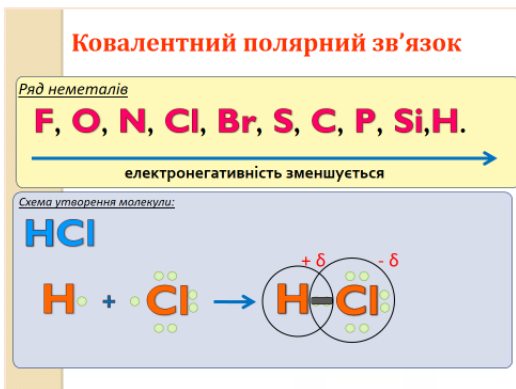 Ковалентний полярний зв’язок
Ряд неметалів
F, O, N, Cl, Br, S, C, P, Si,H.
електронегативність зменшується
Схема утворення молекули:
HCl
+ δ - δ
H + Cl H Cl